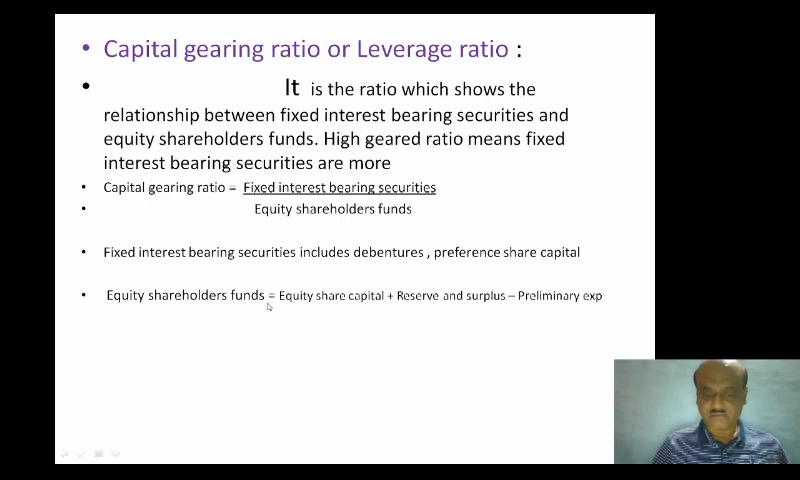 • Capital gearing ratio or Leverage ratio :
• It is the ratio which shows the
relationship between fixed interest bearing securities and
equity shareholders funds. High geared ratio means fixed
interest bearing securities are more
• Capital gearing ratio = Fixed interest bearing securities
• Equity shareholders funds
• Fixed interest bearing securities includes debentures , preference share capital
• Equity shareholders funds = Equity share capital + Reserve and surplus – Preliminary exp